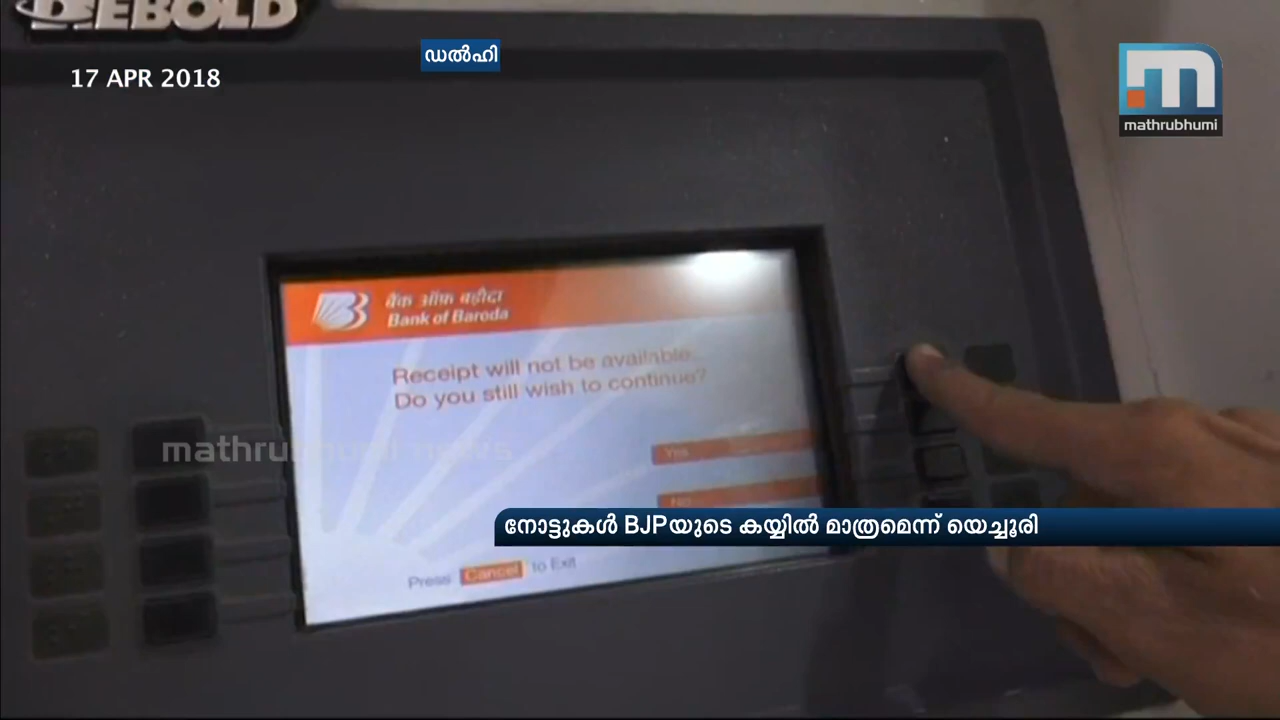 DIEBOLD
ഡൽഹി
17 APR 2018
mathrubhumi
बैंक ऑफ़ बड़ौदा
Bank of Baroda
Receipt will not be available..
Do you still wish to continue?
mathrubhumi news
Yes
No
നോട്ടുകൾ BJPയുടെ കയ്യിൽ മാത്രമെന്ന് യെച്ചൂരി
Press Cancel to Exit